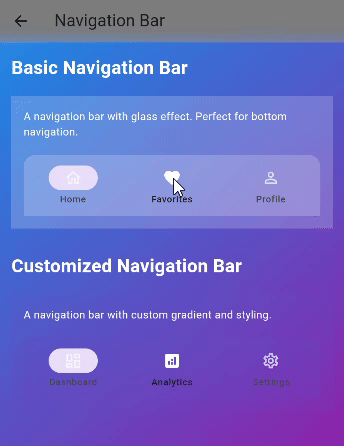 Navigation Bar
Basic Navigation Bar
A navigation bar with glass effect. Perfect for bottom
navigation.
Home Favorites Profile
Customized Navigation Bar
A navigation bar with custom gradient and styling.
Dashboard Analytics Settings